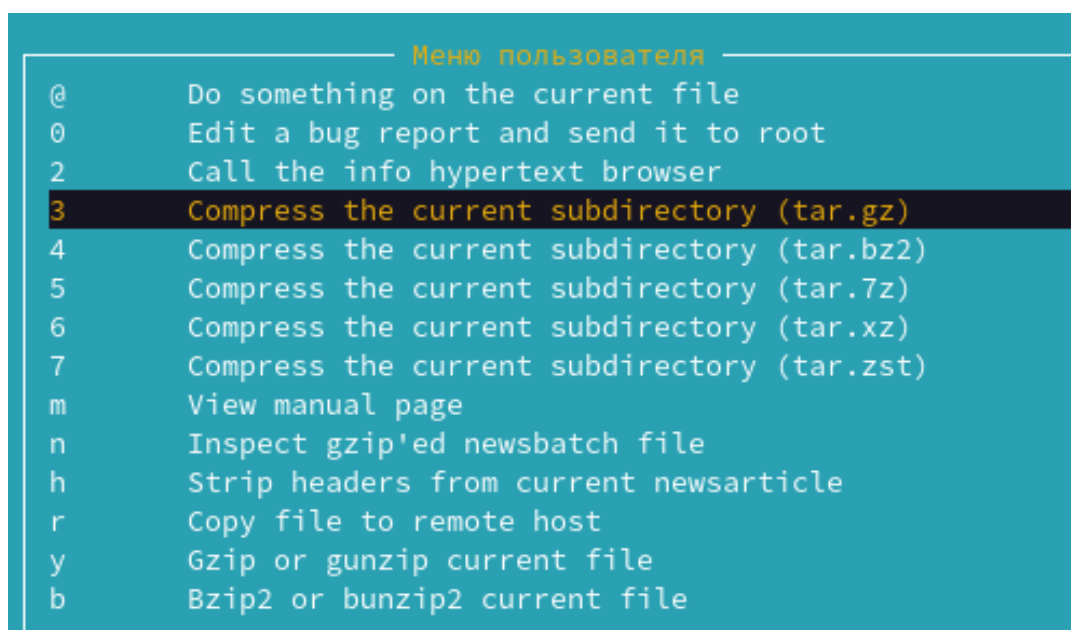 Меню пользователя
@ Do something on the current file
0 Edit a bug report and send it to root
2 Call the info hypertext browser
3 Compress the current subdirectory (tar.gz)
4 Compress the current subdirectory (tar.bz2)
5 Compress the current subdirectory (tar.7z)
6 Compress the current subdirectory (tar.xz)
7 Compress the current subdirectory (tar.zst)
m View manual page
n Inspect gzip'ed newsbatch file
h Strip headers from current newsarticle
r Copy file to remote host
y Gzip or gunzip current file
b Bzip2 or bunzip2 current file